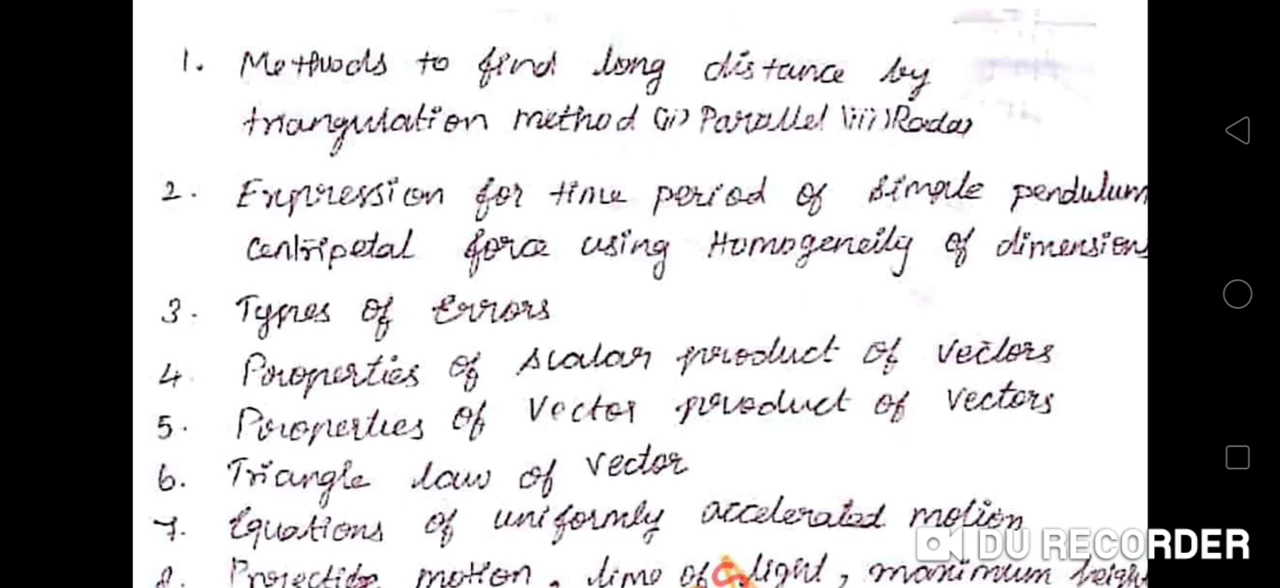 1. Methods to find long distance by
triangulation method (ii) Parallel (iii) Radar
2. Expression for time period of simple pendulum
Centripetal force using Homogeneity of dimensions
3. Types of Errors
4. Properties of scalar product of vectors
5. Properties of Vector product of vectors
6. Triangle law of vector
7. Equations of uniformly accelerated motion
8. Projectile motion, time of flight, maximum height
DU RECORDER